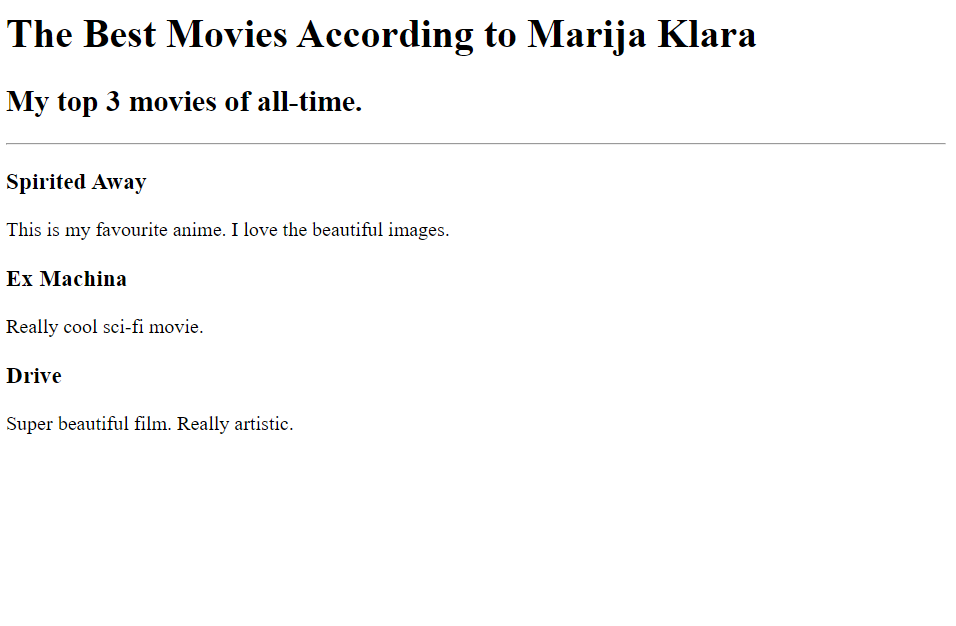 The Best Movies According to Marija Klara
My top 3 movies of all-time.
Spirited Away
This is my favourite anime. I love the beautiful images.
Ex Machina
Really cool sci-fi movie.
Drive
Super beautiful film. Really artistic.